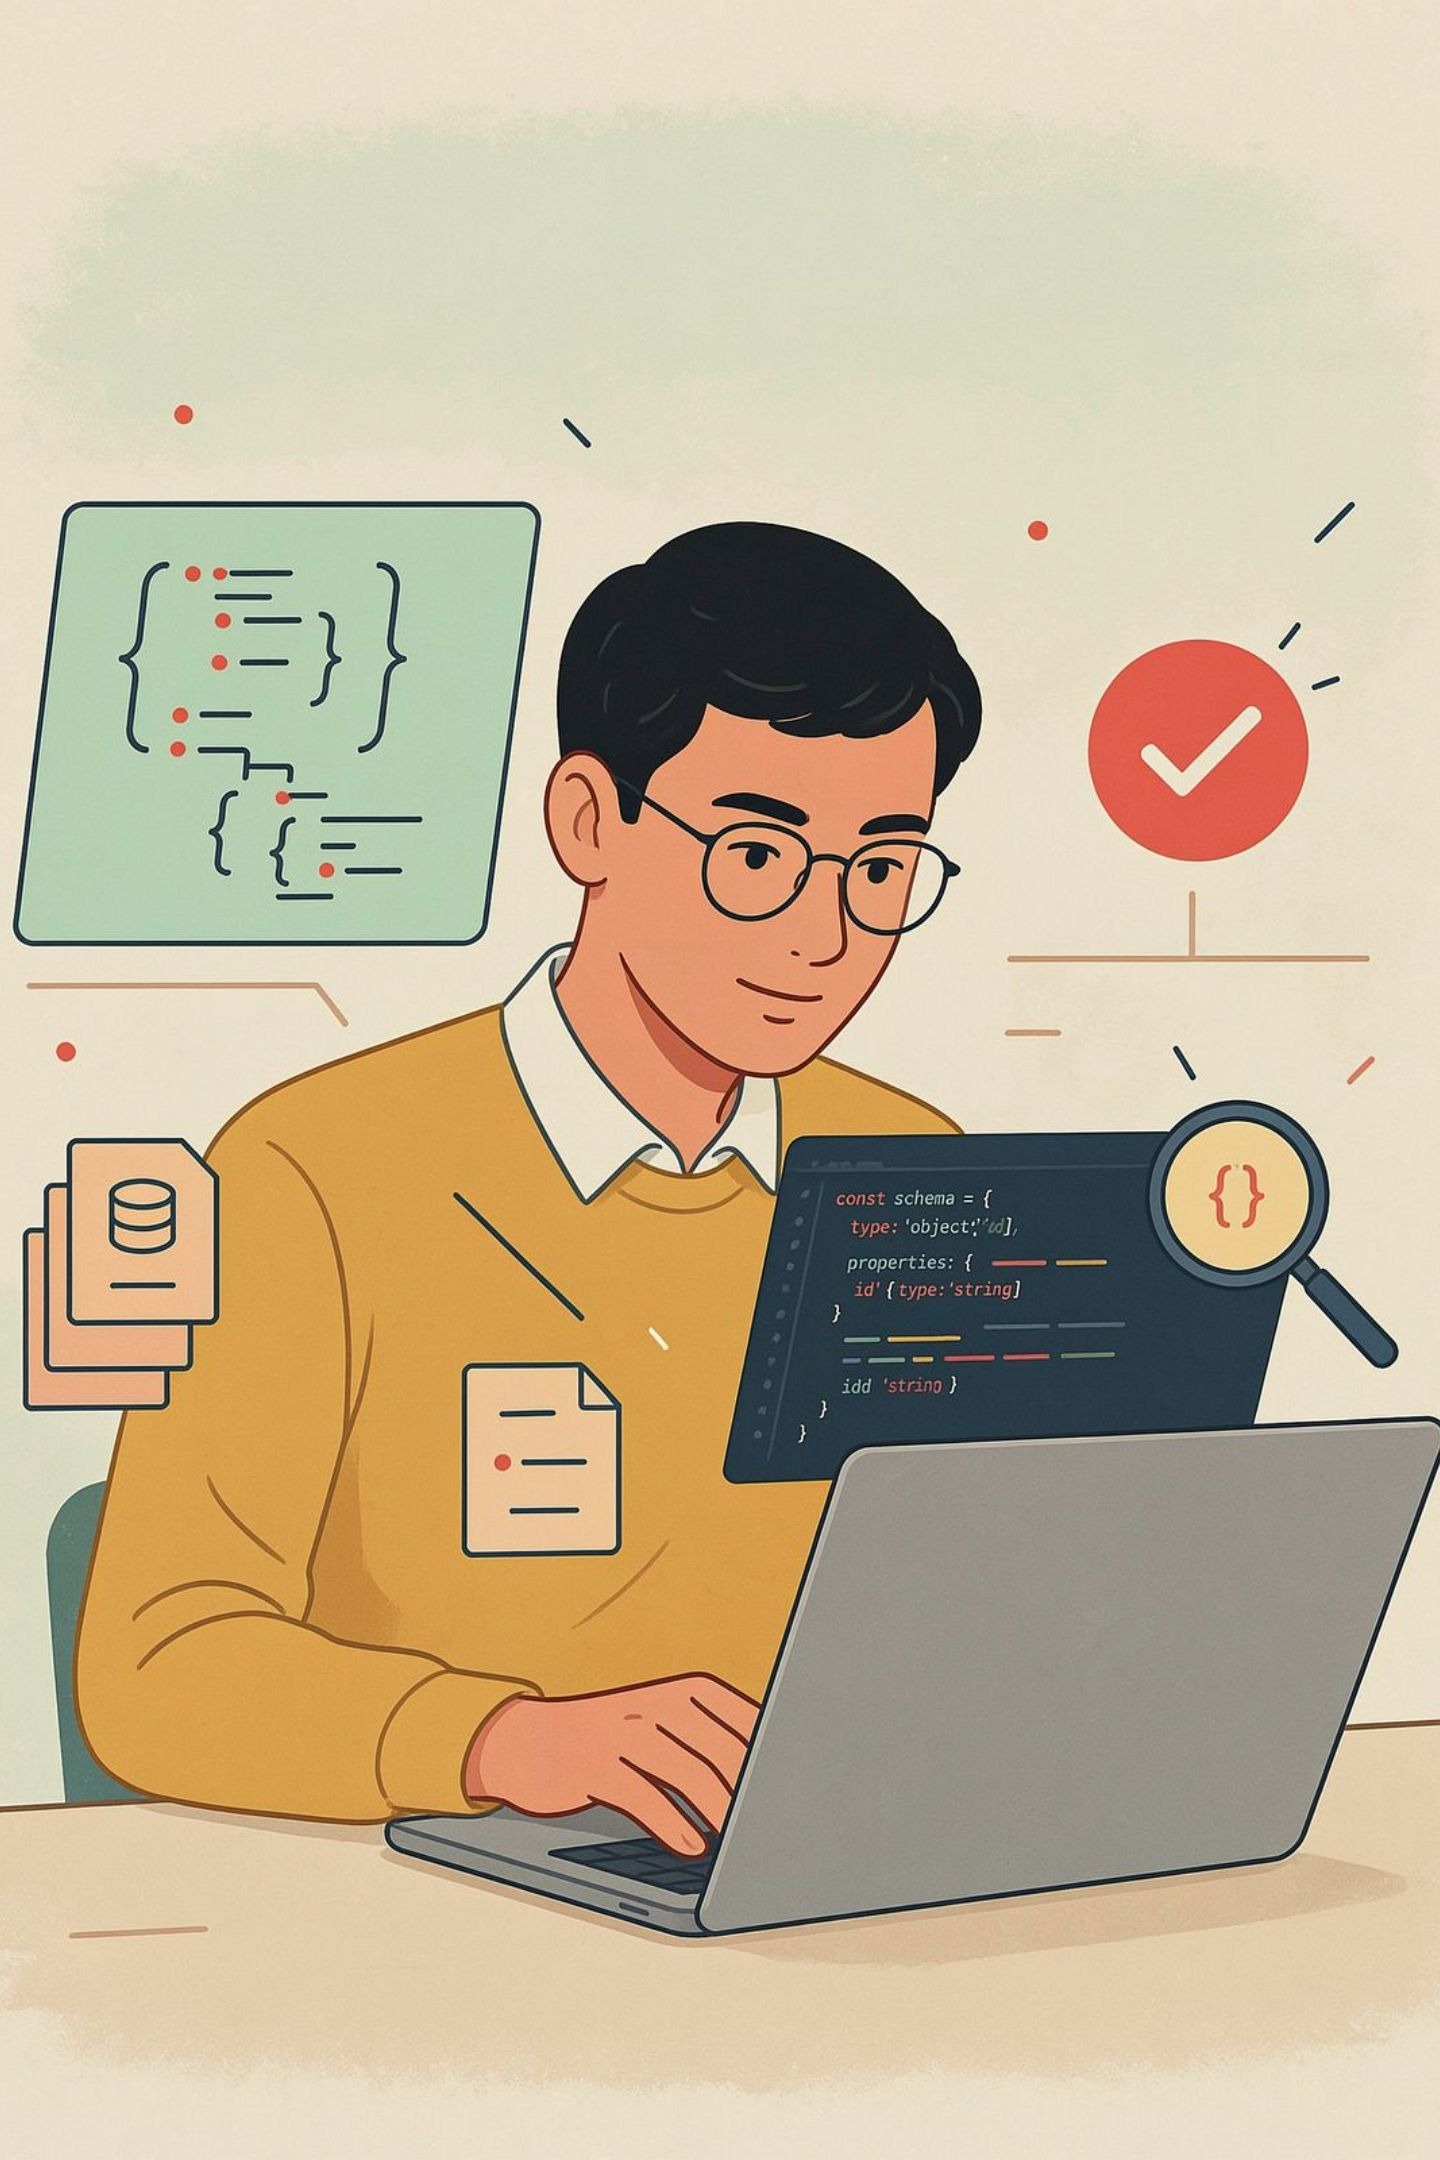 const schema = {
type: 'object',
properties: {
id' { type: 'string]
}
idd 'string }
}
}
{}